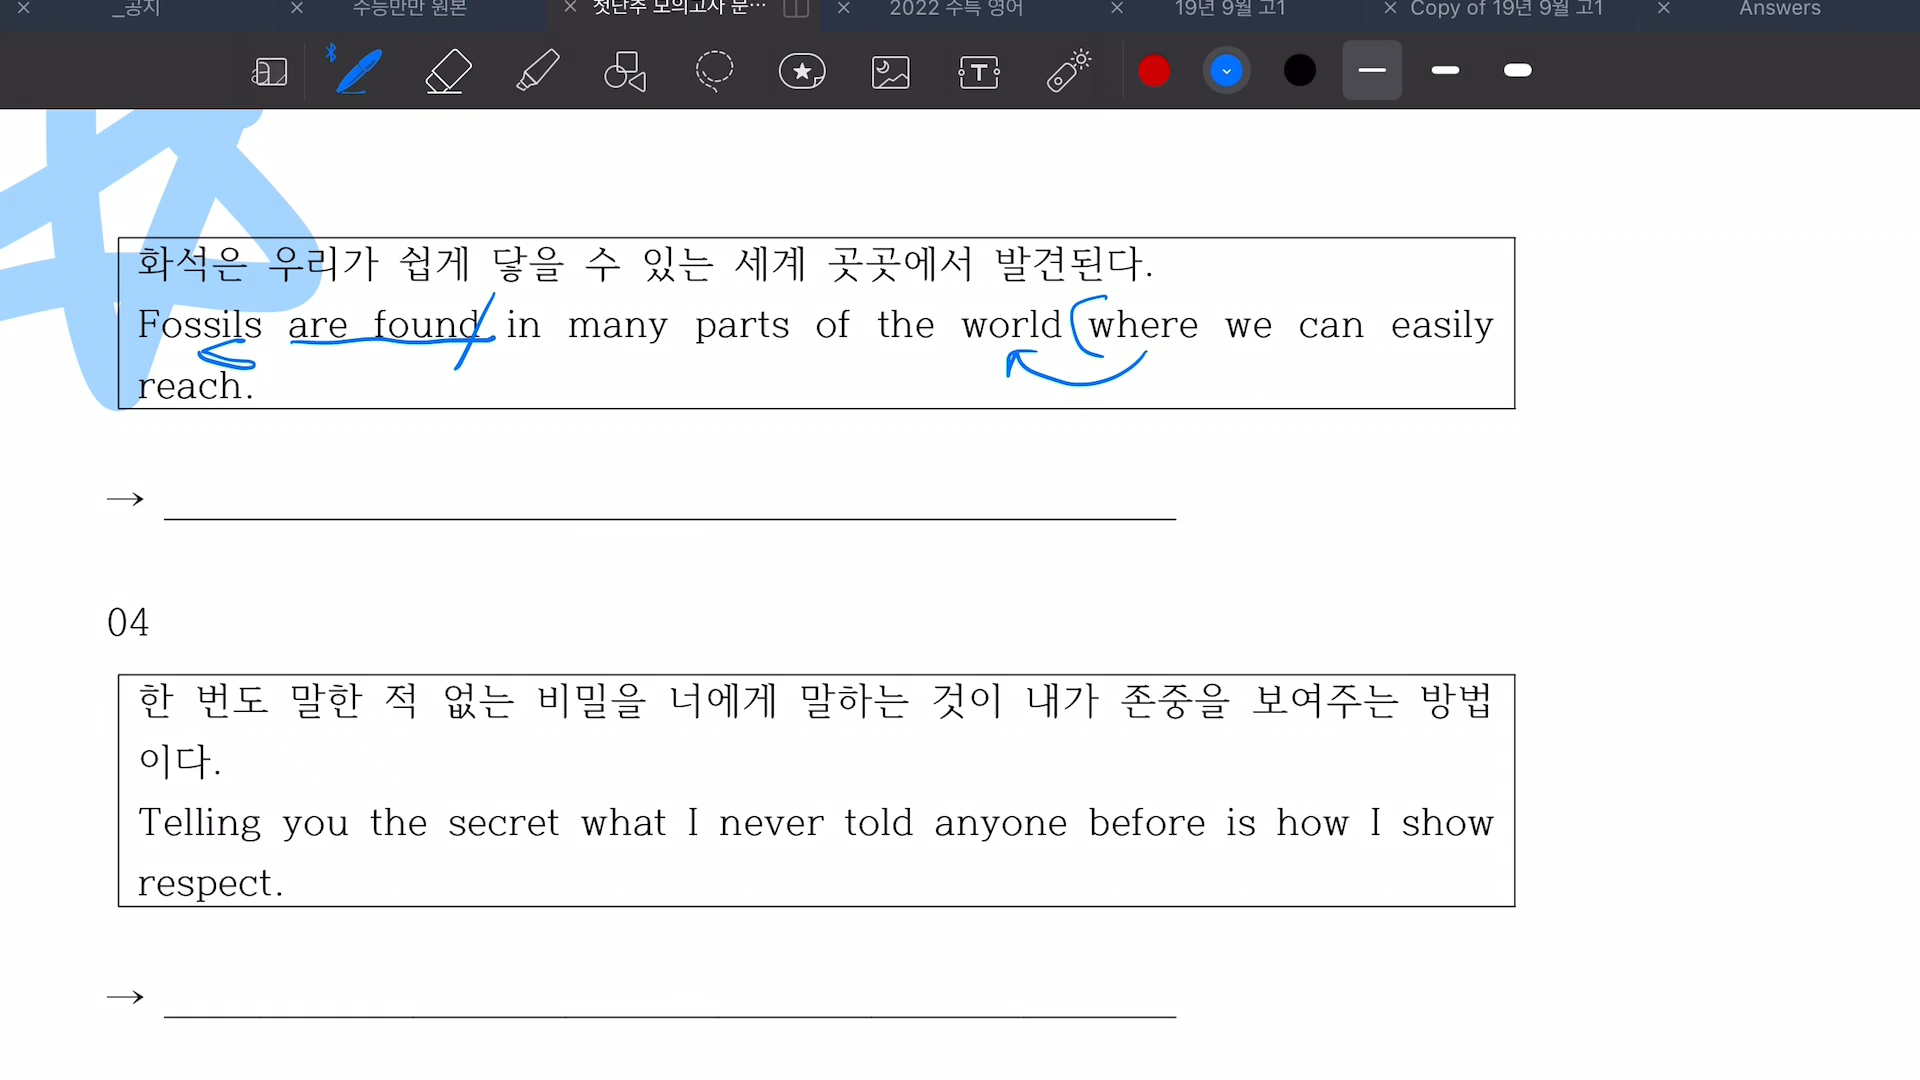 _공지
수능만만 원본
첫단추 모의고사 문…
2022 수특 영어
19년 9월 고1
Copy of 19년 9월 고1
Answers
화석은 우리가 쉽게 닿을 수 있는 세계 곳곳에서 발견된다.
Fossils are found in many parts of the world where we can easily
reach.
→
04
한 번도 말한 적 없는 비밀을 너에게 말하는 것이 내가 존중을 보여주는 방법
이다.
Telling you the secret what I never told anyone before is how I show
respect.
→